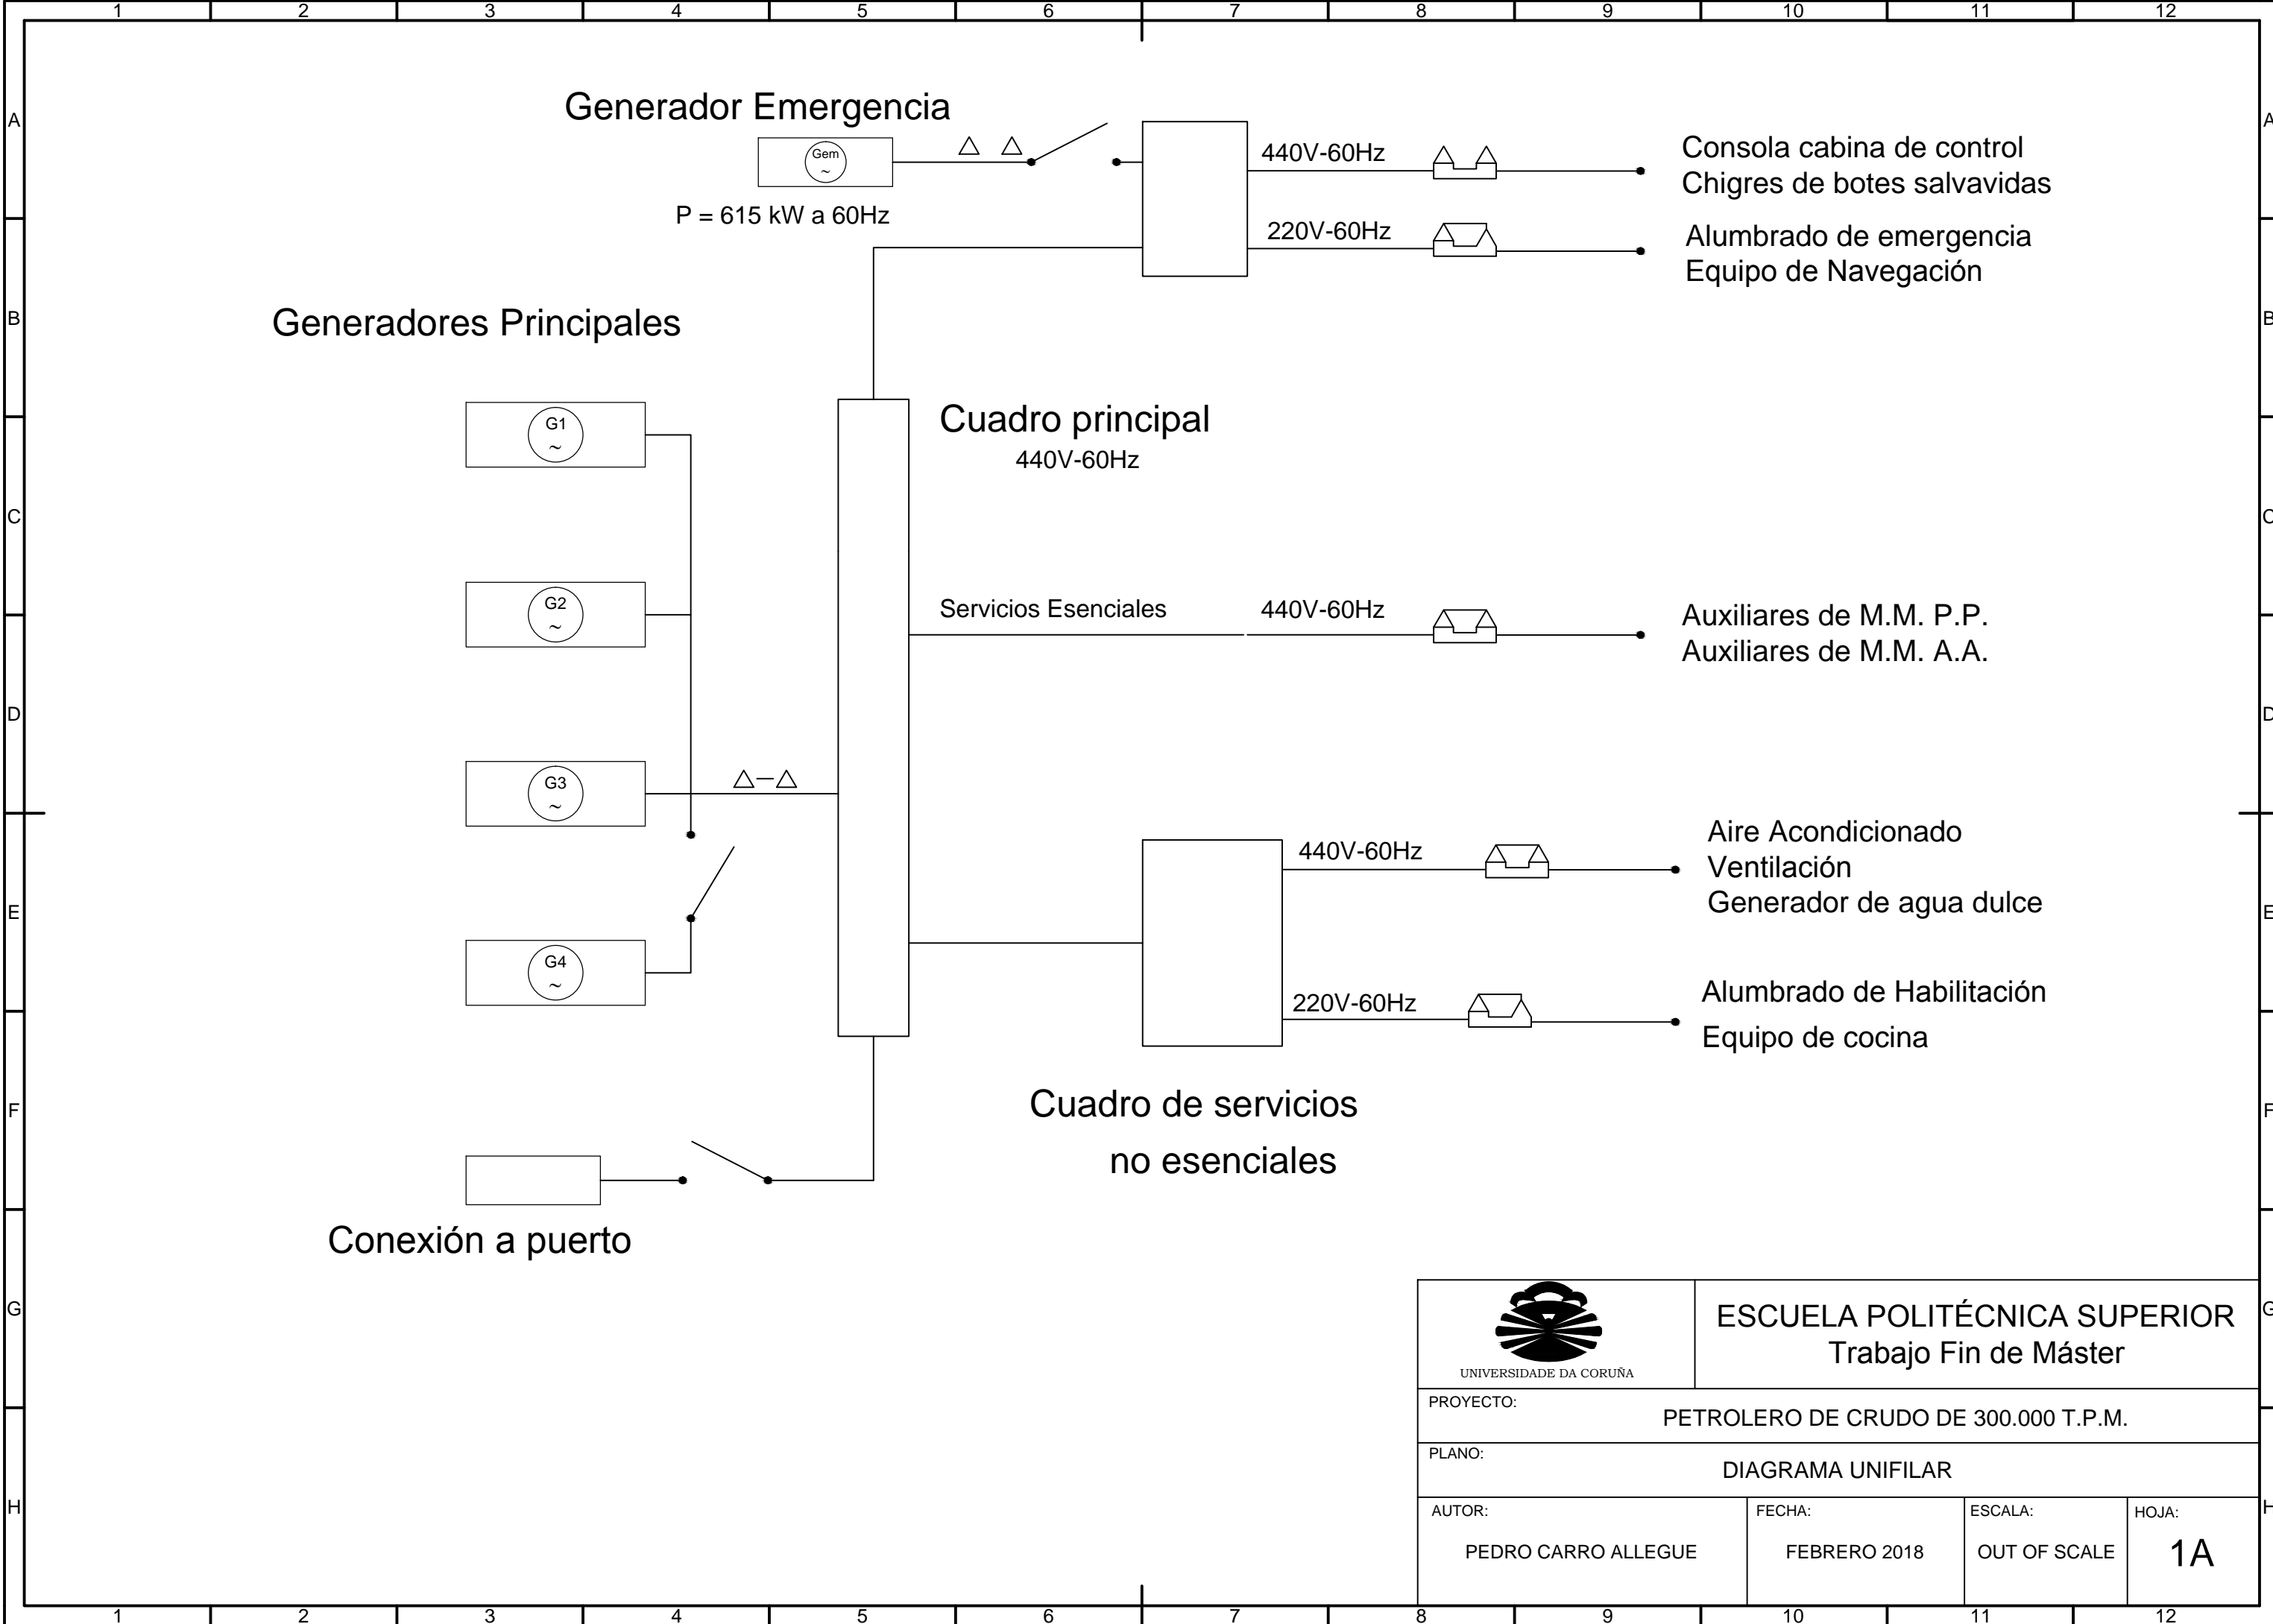 1 2 3 4 5 6 7 8 9 10 11 12
A A
B B
C C
D D
E E
F F
G G
H H
Generador Emergencia
Gem
~
P = 615 kW a 60Hz
440V-60Hz
Consola cabina de control
Chigres de botes salvavidas
220V-60Hz
Alumbrado de emergencia
Equipo de Navegación
Generadores Principales
G1
~
G2
~
G3
~
G4
~
Cuadro principal
440V-60Hz
Servicios Esenciales
440V-60Hz
Auxiliares de M.M. P.P.
Auxiliares de M.M. A.A.
440V-60Hz
Aire Acondicionado
Ventilación
Generador de agua dulce
220V-60Hz
Alumbrado de Habilitación
Equipo de cocina
Cuadro de servicios
no esenciales
Conexión a puerto
UNIVERSIDADE DA CORUÑA
ESCUELA POLITÉCNICA SUPERIOR
Trabajo Fin de Máster
PROYECTO:
PETROLERO DE CRUDO DE 300.000 T.P.M.
PLANO:
DIAGRAMA UNIFILAR
AUTOR:
PEDRO CARRO ALLEGUE
FECHA:
FEBRERO 2018
ESCALA:
OUT OF SCALE
HOJA:
1A
1 2 3 4 5 6 7 8 9 10 11 12